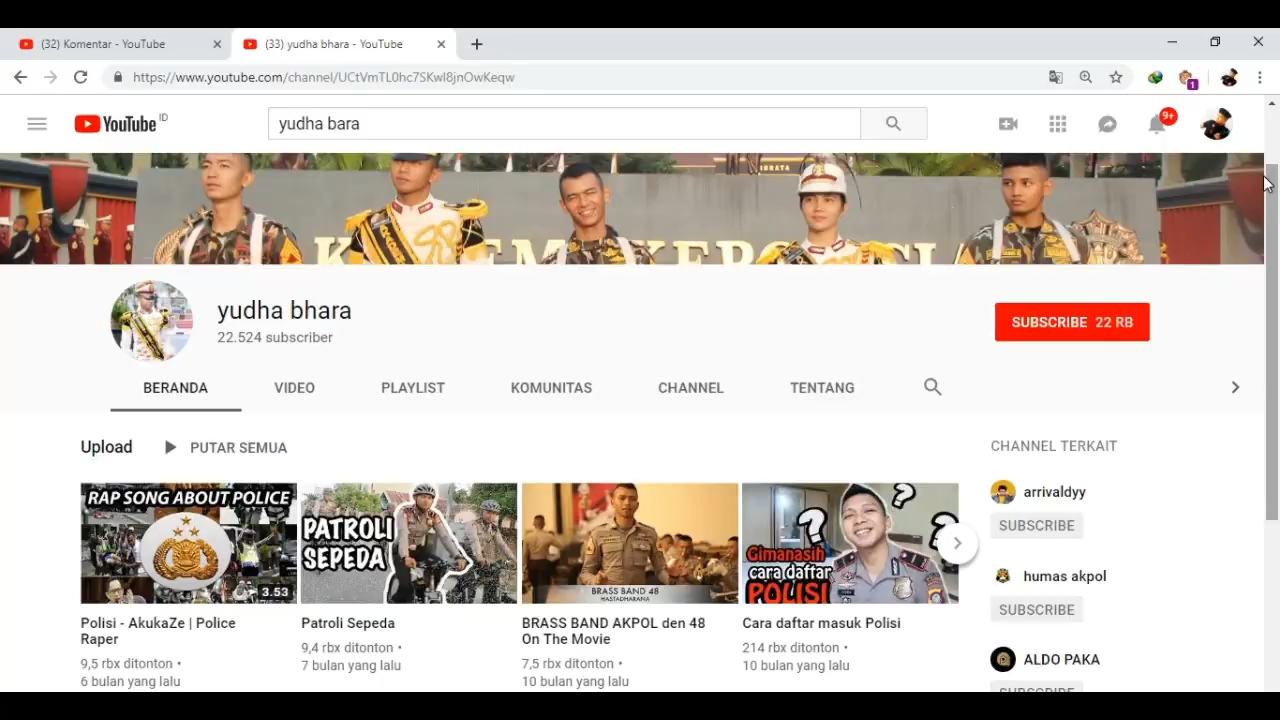 (32) Komentar - YouTube
(33) yudha bhara - YouTube
https://www.youtube.com/channel/UCtVmTL0hc7SKwI8jnOwKeqw
1
YouTube ID
yudha bara
9+
yudha bhara
22.524 subscriber
SUBSCRIBE 22 RB
BERANDA
VIDEO
PLAYLIST
KOMUNITAS
CHANNEL
TENTANG
Upload
PUTAR SEMUA
CHANNEL TERKAIT
RAP SONG ABOUT POLICE
3.53
Polisi - AkukaZe | Police
Raper
9,5 rbx ditonton •
6 bulan yang lalu
PATROLI
SEPEDA
Patroli Sepeda
9,4 rbx ditonton •
7 bulan yang lalu
BRASS BAND 48
HASTADHARANA
BRASS BAND AKPOL den 48
On The Movie
7,5 rbx ditonton •
10 bulan yang lalu
? ? ?
Gimanasih
cara daftar
POLISI
Cara daftar masuk Polisi
214 rbx ditonton •
10 bulan yang lalu
arrivaldyy
SUBSCRIBE
humas akpol
SUBSCRIBE
ALDO PAKA
SUBSCRIBE